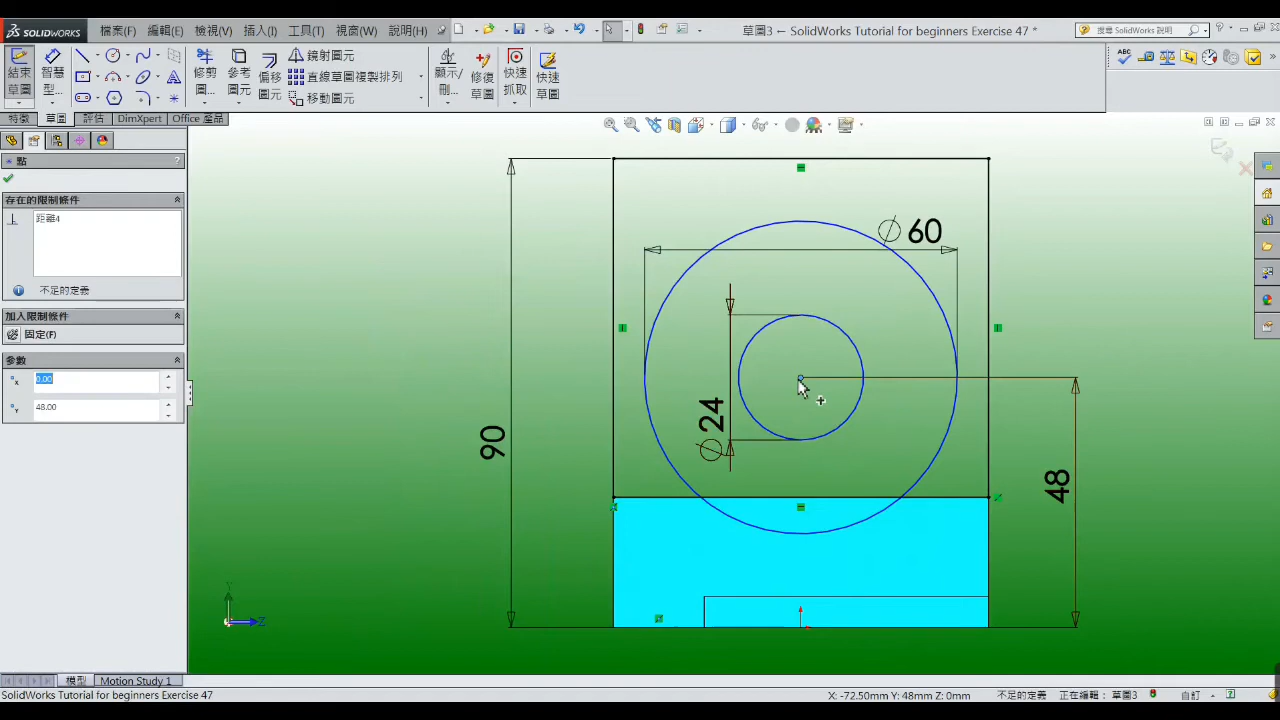 SOLIDWORKS 檔案(F) 編輯(E) 檢視(V) 插入(I) 工具(T) 視窗(W) 說明(H) 草圖3 ─ SolidWorks Tutorial for beginners Exercise 47 * 搜尋 SolidWorks 說明
結束草圖 智慧型... 修剪圖... 參考圖元 偏移圖元 鏡射圖元 直線草圖複製排列 移動圖元 顯示/刪... 修復草圖 快速抓取 快速草圖
特徵 草圖 評估 DimXpert Office 產品
點 ?
存在的限制條件
距離4
不足的定義
加入限制條件
固定(F)
參數
0.00
48.00
60
24
90
48
Y
Z
模型 Motion Study 1
SolidWorks Tutorial for beginners Exercise 47 X: -72.50mm Y: 48mm Z: 0mm 不足的定義 正在編輯: 草圖3 自訂